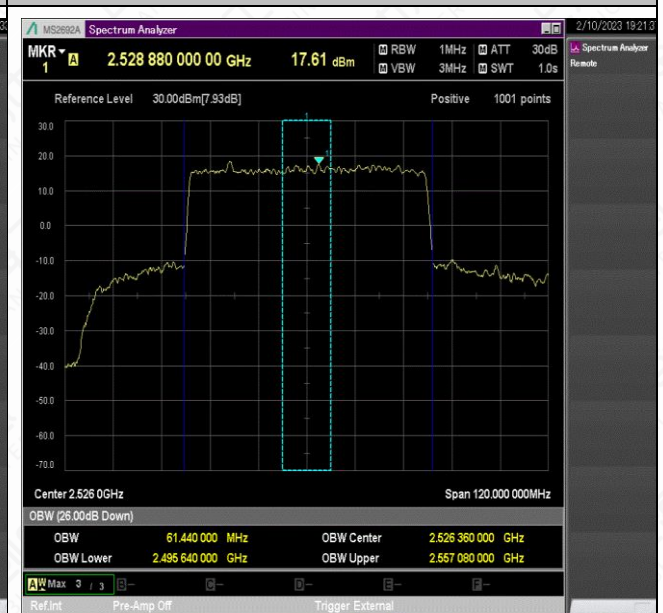 MS2692A Spectrum Analyzer
2/10/2023 19:21:3
MKR 1 A 2.528 880 000 00 GHz 17.61 dBm M RBW 1MHz M ATT 30dB
M VBW 3MHz M SWT 1.0s
Spectrum Analyzer
Remote
Reference Level 30.00dBm[7.93dB] Positive 1001 points
30.0
1
20.0
1
10.0
0.0
-10.0
-20.0
-30.0
-40.0
-50.0
-60.0
-70.0
Center 2.526 0GHz Span 120.000 000MHz
OBW (26.00dB Down)
OBW 61.440 000 MHz OBW Center 2.526 360 000 GHz
OBW Lower 2.495 640 000 GHz OBW Upper 2.557 080 000 GHz
A W Max 3 / 3 B- C- D- E- F-
Ref.Int Pre-Amp Off Trigger External